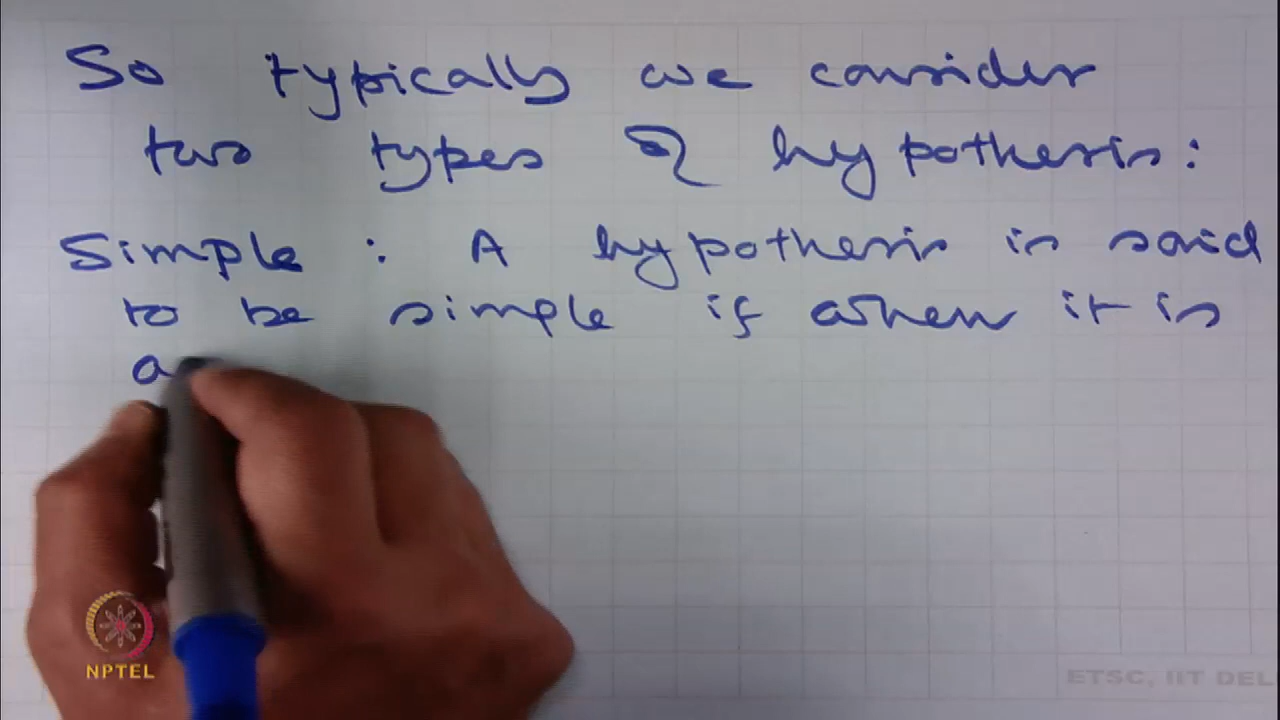 So typically we consider
two types of hypothesis:
Simple : A hypothesis is said
to be simple if when it is
a
NPTEL
ETSC, IIT DEL